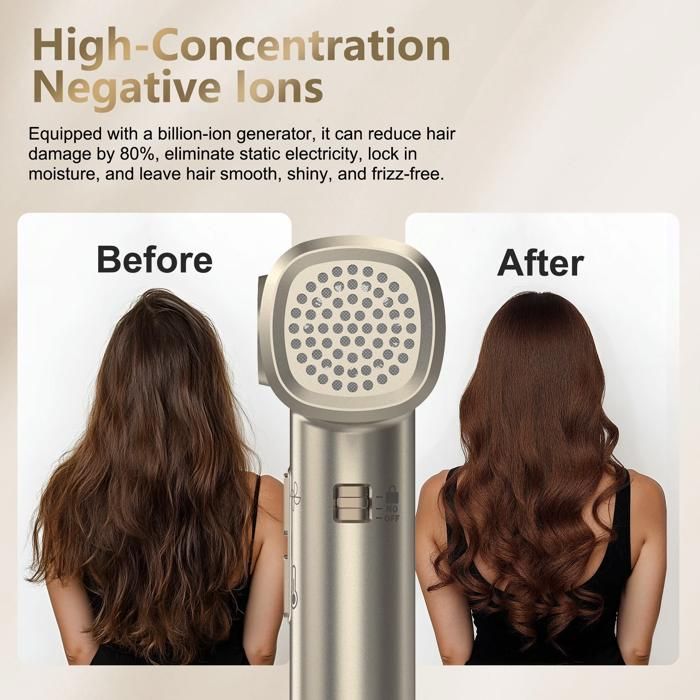 High-Concentration
Negative Ions
Equipped with a billion-ion generator, it can reduce hair
damage by 80%, eliminate static electricity, lock in
moisture, and leave hair smooth, shiny, and frizz-free.
Before
After
NO
OFF